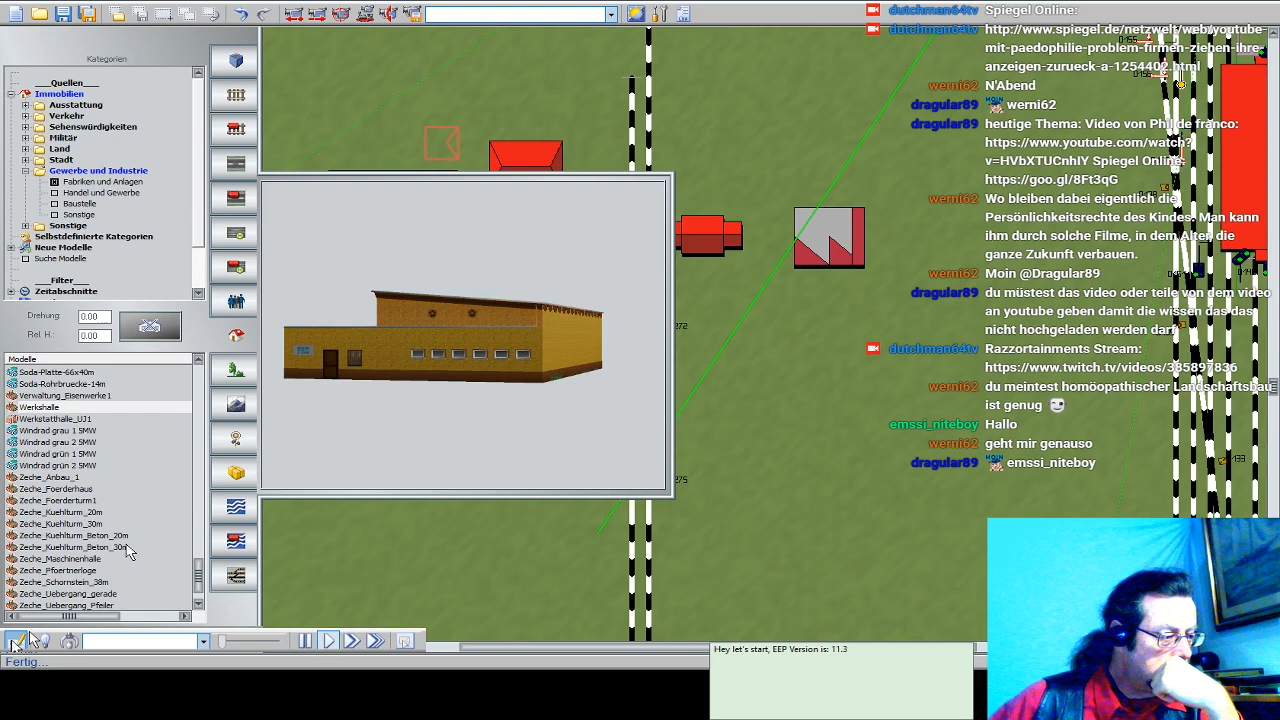 Kategorien
___Quellen___
Immobilien
Ausstattung
Verkehr
Sehenswürdigkeiten
Militär
Land
Stadt
Gewerbe und Industrie
Fabriken und Anlagen
Handel und Gewerbe
Baustelle
Sonstige
Sonstige
Selbstdefinierte Kategorien
Neue Modelle
Suche Modelle
___Filter___
Zeitabschnitte
Drehung: 0.00
Rel. H.: 0.00
Modelle
Soda-Platte-66x40m
Soda-Rohrbruecke-14m
Verwaltung_Eisenwerke1
Werkshalle
Werkstatthalle_UJ1
Windrad grau 1 5MW
Windrad grau 2 5MW
Windrad grün 1 5MW
Windrad grün 2 5MW
Zeche_Anbau_1
Zeche_Foerderhaus
Zeche_Foerderturm1
Zeche_Kuehlturm_20m
Zeche_Kuehlturm_30m
Zeche_Kuehlturm_Beton_20m
Zeche_Kuehlturm_Beton_30m
Zeche_Maschinenhalle
Zeche_Pfoertnerloge
Zeche_Schornstein_38m
Zeche_Uebergang_gerade
Zeche_Uebergang_Pfeiler
Fertig...
272
275
133
Hey let's start, EEP Version is: 11.3
dutchman64tv Spiegel Online:
dutchman64tv http://www.spiegel.de/netzwelt/web/youtube-
mit-paedophilie-problem-firmen-ziehen-ihre-
anzeigen-zurueck-a-1254402.html
werni62 N'Abend
dragular89 MOIN werni62
dragular89 heutige Thema: Video von Phil de franco:
https://www.youtube.com/watch?
v=HVbXTUCnhIY Spiegel Online:
https://goo.gl/8Ft3qG
werni62 Wo bleiben dabei eigentlich die
Persönlichkeitsrechte des Kindes. Man kann
ihm durch solche Filme, in dem Alter, die
ganze Zukunft verbauen.
werni62 Moin @Dragular89
dragular89 du müstest das video oder teile von dem video
an youtube geben damit die wissen das das
nicht hochgeladen werden darf
dutchman64tv Razzortainments Stream:
https://www.twitch.tv/videos/385897836
werni62 du meintest homöopathischer Landschaftsbau
ist genug
emssi_niteboy Hallo
werni62 geht mir genauso
dragular89 MOIN emssi_niteboy